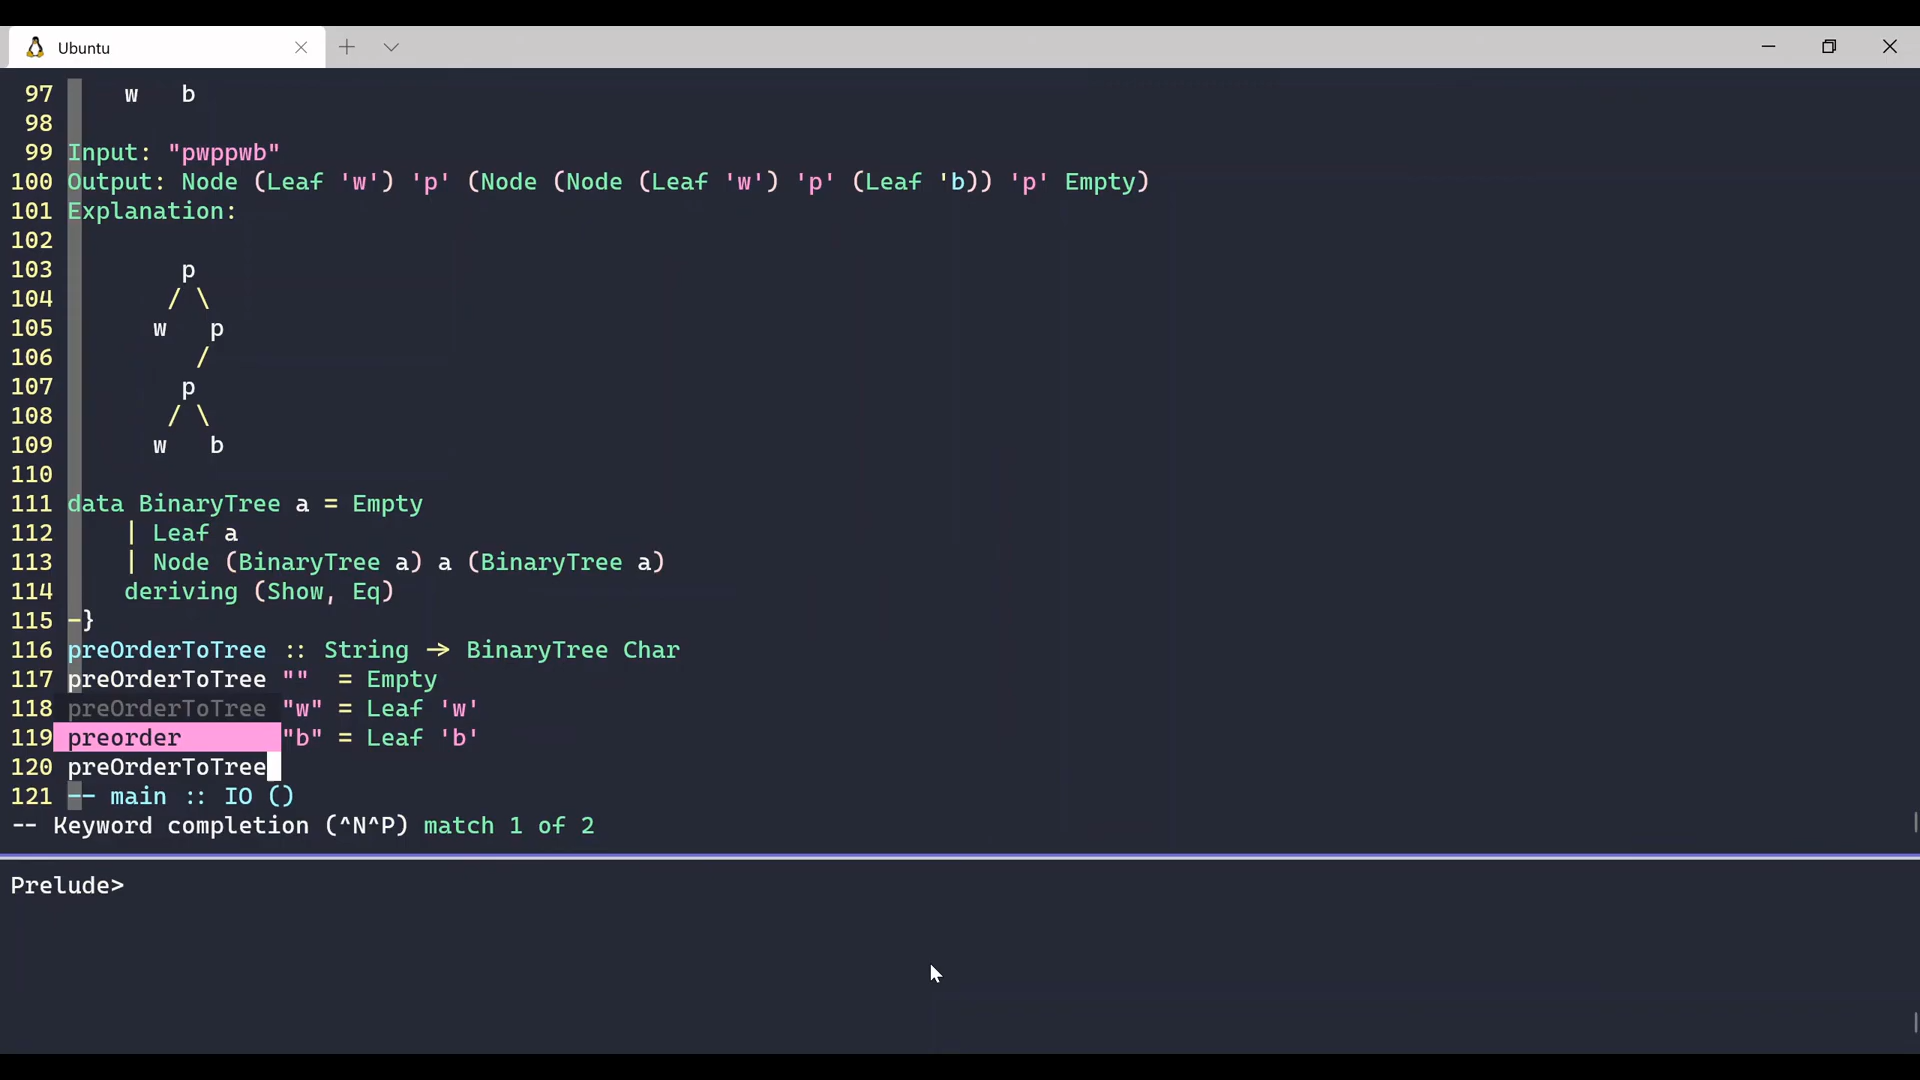 Ubuntu
97     w   b
98
99 Input: "pwppwb"
100 Output: Node (Leaf 'w') 'p' (Node (Node (Leaf 'w') 'p' (Leaf 'b)) 'p' Empty)
101 Explanation:
102
103         p
104        / \
105       w   p
106          /
107         p
108        / \
109       w   b
110
111 data BinaryTree a = Empty
112     | Leaf a
113     | Node (BinaryTree a) a (BinaryTree a)
114     deriving (Show, Eq)
115 -}
116 preOrderToTree :: String → BinaryTree Char
117 preOrderToTree ""  = Empty
118 preOrderToTree "w" = Leaf 'w'
119 preorder       "b" = Leaf 'b'
120 preOrderToTree
121 -- main :: IO ()
-- Keyword completion (^N^P) match 1 of 2
Prelude>